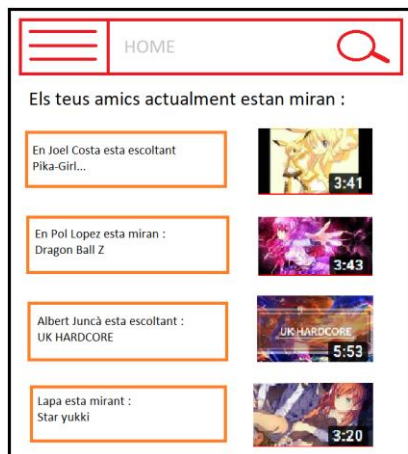 HOME
Els teus amics actualment estan miran :
En Joel Costa esta escoltant
Pika-Girl...
3:41
En Pol Lopez esta miran :
Dragon Ball Z
3:43
Albert Juncà esta escoltant :
UK HARDCORE
UK HARDCORE
5:53
Lapa esta mirant :
Star yukki
3:20